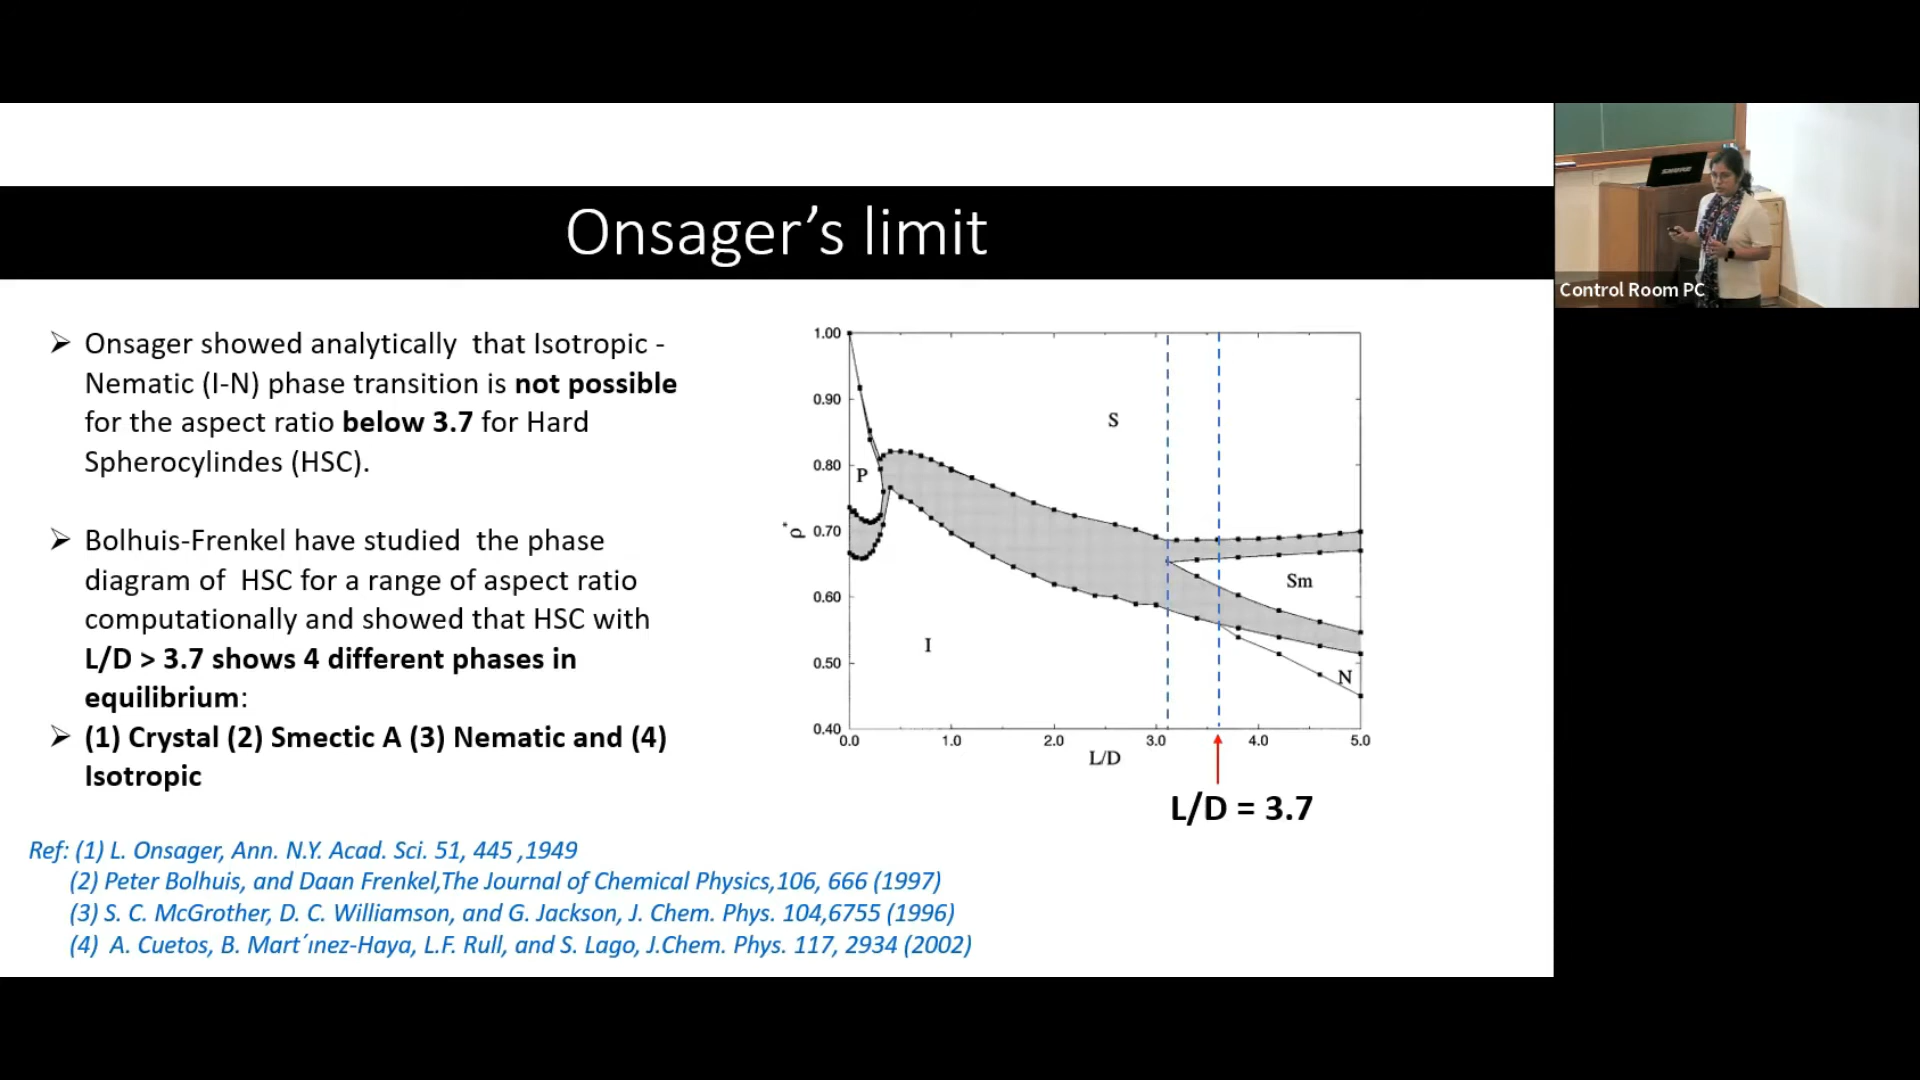 Onsager’s limit
Onsager showed analytically that Isotropic -
Nematic (I-N) phase transition is not possible
for the aspect ratio below 3.7 for Hard
Spherocylindes (HSC).
Bolhuis-Frenkel have studied the phase
diagram of HSC for a range of aspect ratio
computationally and showed that HSC with
L/D > 3.7 shows 4 different phases in
equilibrium:
(1) Crystal (2) Smectic A (3) Nematic and (4)
Isotropic
1.00
0.90
0.80
0.70
0.60
0.50
0.40
ρ*
S
P
Sm
I
N
0.0 1.0 2.0 3.0 4.0 5.0
L/D
L/D = 3.7
Ref: (1) L. Onsager, Ann. N.Y. Acad. Sci. 51, 445 ,1949
(2) Peter Bolhuis, and Daan Frenkel,The Journal of Chemical Physics,106, 666 (1997)
(3) S. C. McGrother, D. C. Williamson, and G. Jackson, J. Chem. Phys. 104,6755 (1996)
(4) A. Cuetos, B. Mart´ınez-Haya, L.F. Rull, and S. Lago, J.Chem. Phys. 117, 2934 (2002)
Control Room PC